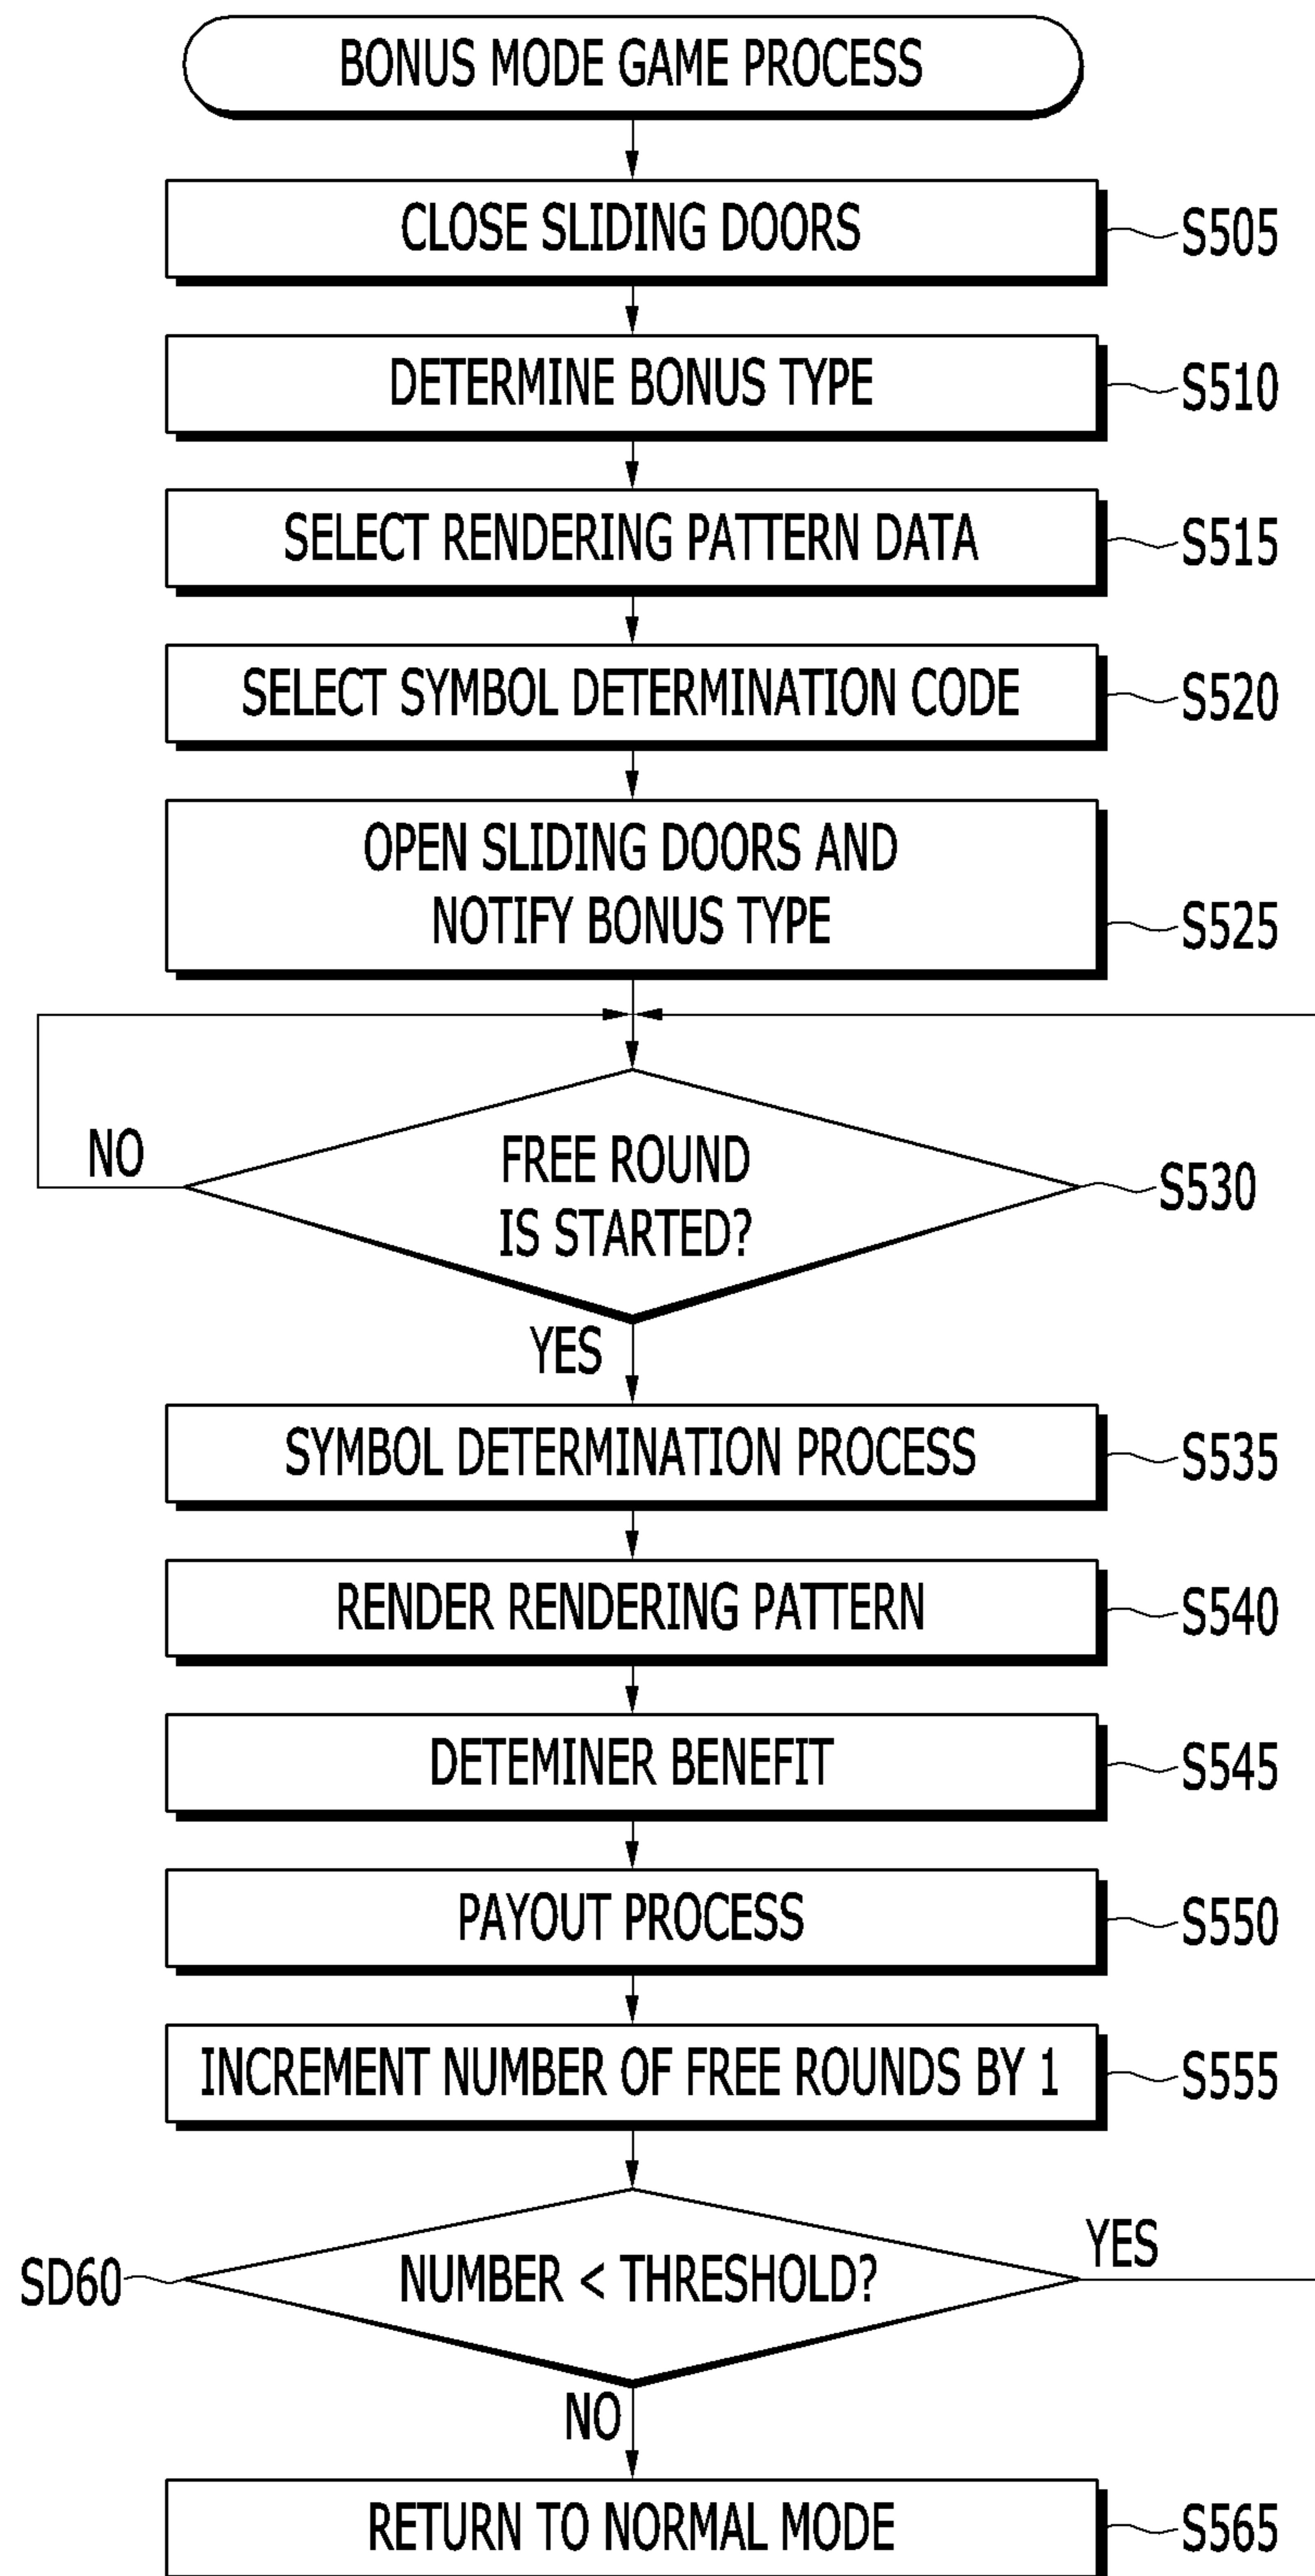 BONUS MODE GAME PROCESS
CLOSE SLIDING DOORS
S505
DETERMINE BONUS TYPE
S510
SELECT RENDERING PATTERN DATA
S515
SELECT SYMBOL DETERMINATION CODE
S520
OPEN SLIDING DOORS AND
NOTIFY BONUS TYPE
S525
NO
FREE ROUND
IS STARTED?
S530
YES
SYMBOL DETERMINATION PROCESS
S535
RENDER RENDERING PATTERN
S540
DETEMINER BENEFIT
S545
PAYOUT PROCESS
S550
INCREMENT NUMBER OF FREE ROUNDS BY 1
S555
SD60
NUMBER < THRESHOLD?
YES
NO
RETURN TO NORMAL MODE
S565